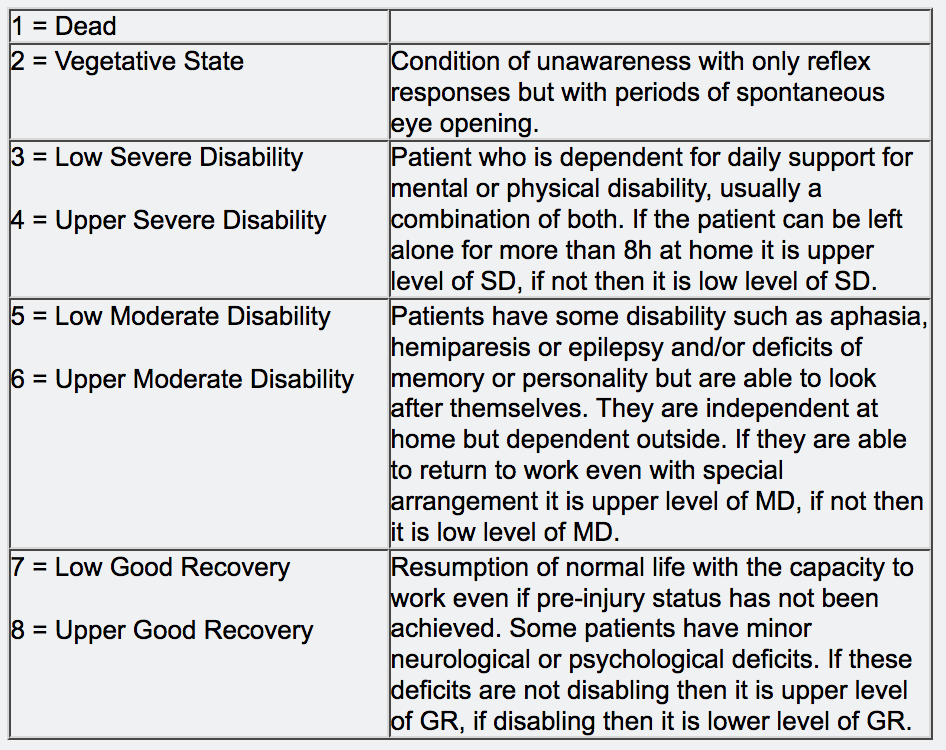 1 = Dead
2 = Vegetative State
Condition of unawareness with only reflex
responses but with periods of spontaneous
eye opening.
3 = Low Severe Disability
4 = Upper Severe Disability
Patient who is dependent for daily support for
mental or physical disability, usually a
combination of both. If the patient can be left
alone for more than 8h at home it is upper
level of SD, if not then it is low level of SD.
5 = Low Moderate Disability
6 = Upper Moderate Disability
Patients have some disability such as aphasia,
hemiparesis or epilepsy and/or deficits of
memory or personality but are able to look
after themselves. They are independent at
home but dependent outside. If they are able
to return to work even with special
arrangement it is upper level of MD, if not then
it is low level of MD.
7 = Low Good Recovery
8 = Upper Good Recovery
Resumption of normal life with the capacity to
work even if pre-injury status has not been
achieved. Some patients have minor
neurological or psychological deficits. If these
deficits are not disabling then it is upper level
of GR, if disabling then it is lower level of GR.